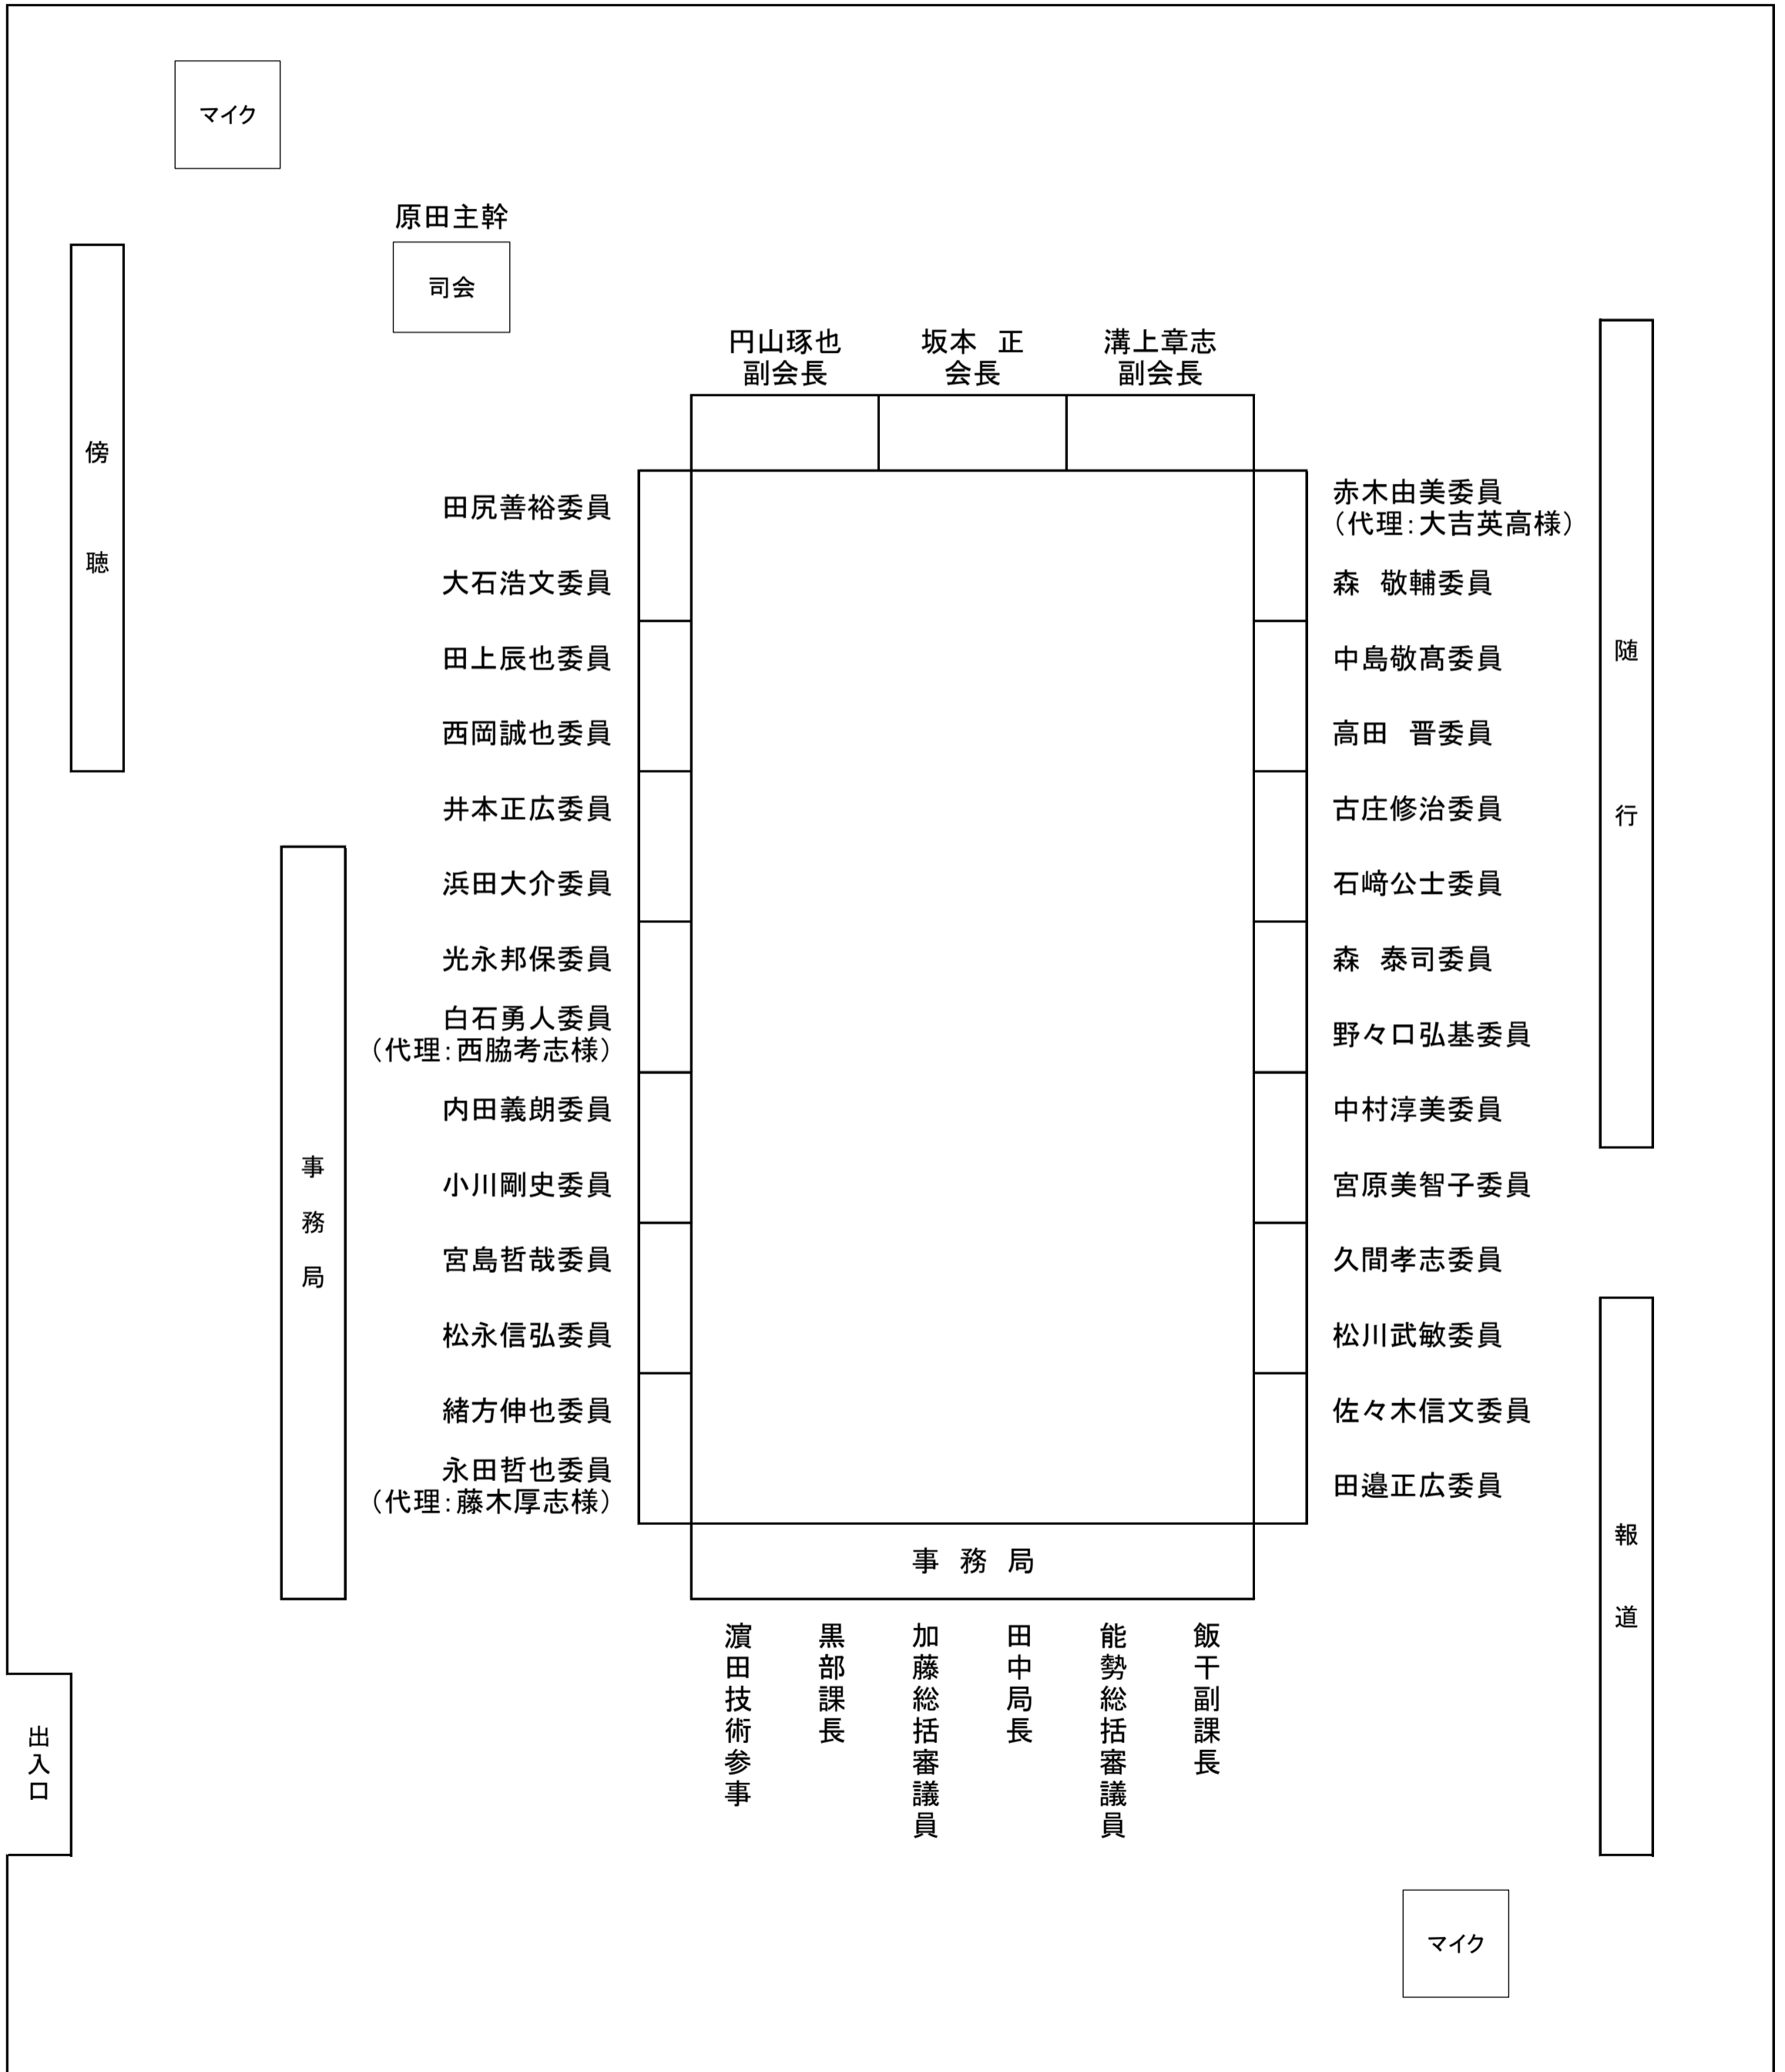 マイク
原田主幹
司会
円山琢也
副会長
坂本　正
会長
溝上章志
副会長
傍聴
田尻善裕委員
大石浩文委員
田上辰也委員
西岡誠也委員
井本正広委員
浜田大介委員
光永邦保委員
白石勇人委員
（代理：西脇考志様）
内田義朗委員
小川剛史委員
宮島哲哉委員
松永信弘委員
緒方伸也委員
永田哲也委員
（代理：藤木厚志様）
赤木由美委員
（代理：大吉英高様）
森　敬輔委員
中島敬髙委員
高田　晋委員
古庄修治委員
石﨑公士委員
森　泰司委員
野々口弘基委員
中村淳美委員
宮原美智子委員
久間孝志委員
松川武敏委員
佐々木信文委員
田邉正広委員
随行
事務局
報道
事務局
濵田技術参事
黒部課長
加藤総括審議員
田中局長
能勢総括審議員
飯干副課長
出入口
マイク